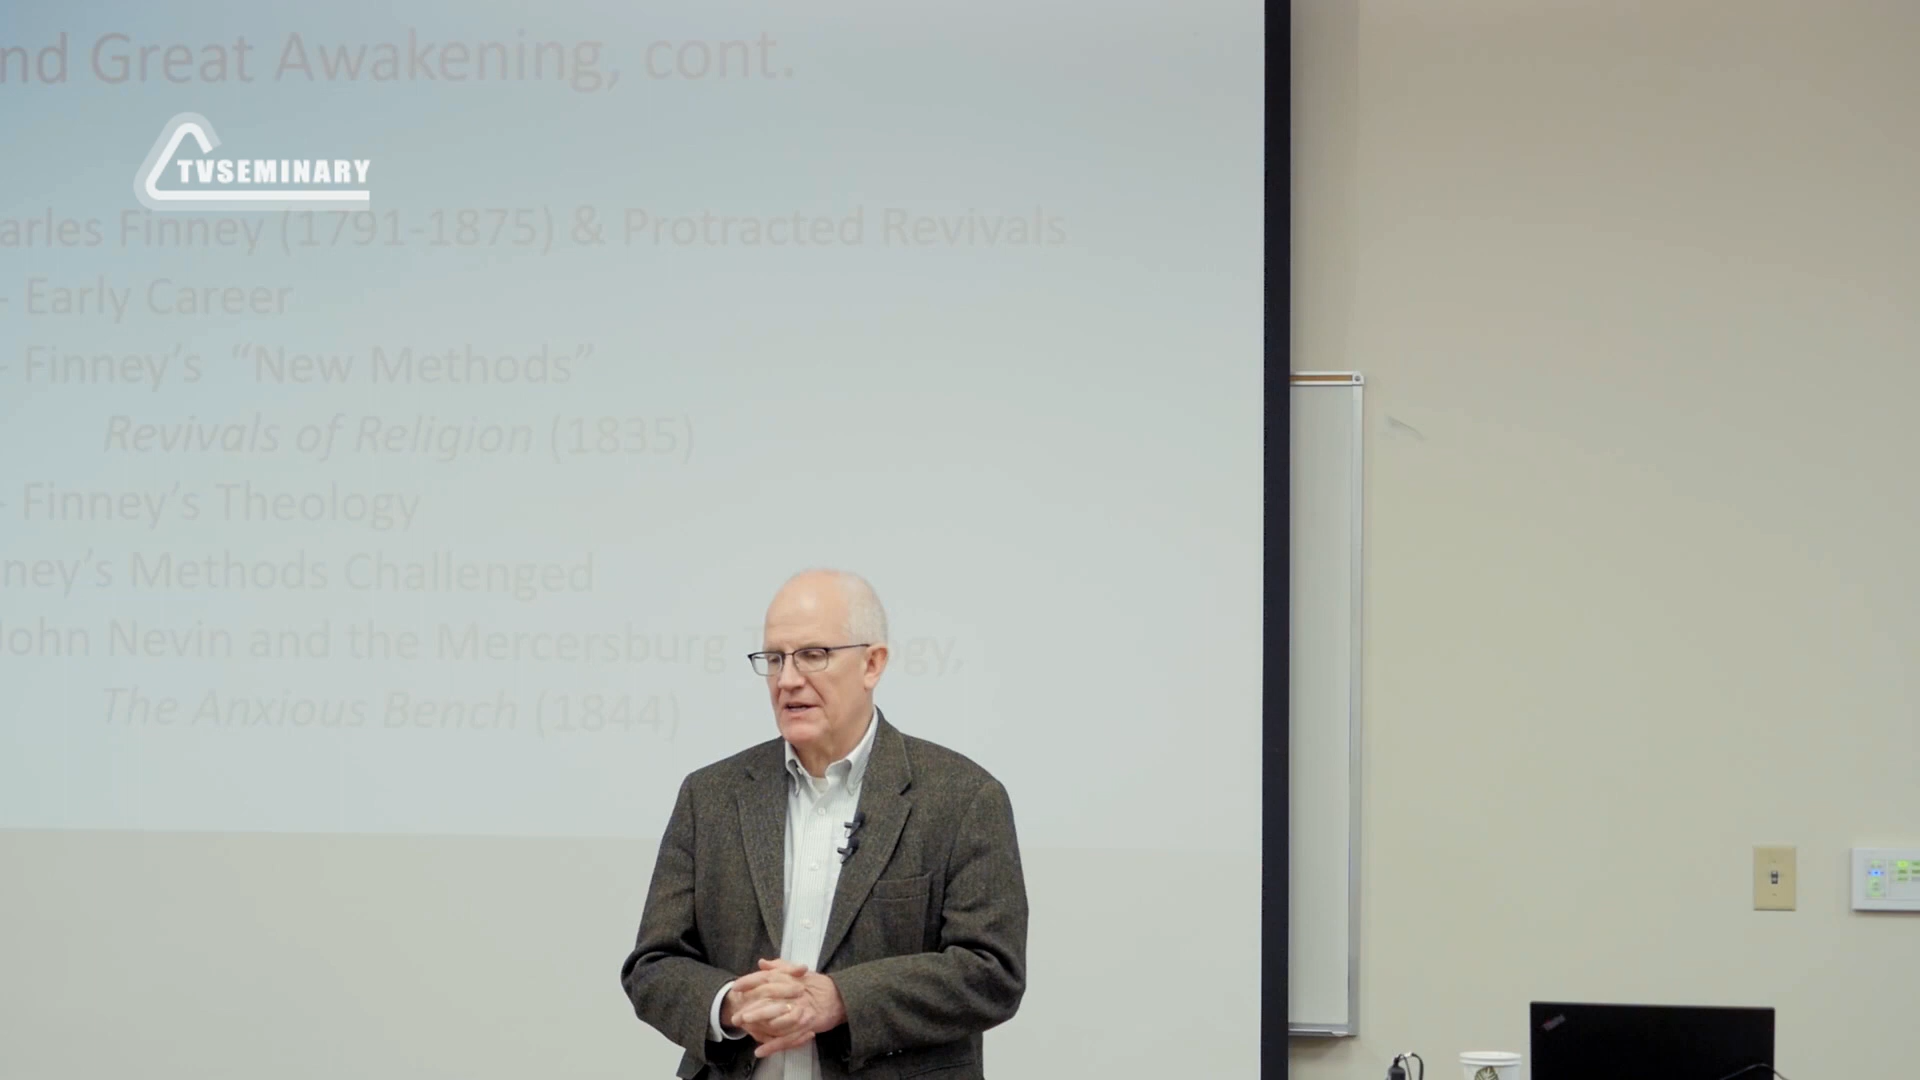 nd Great Awakening, cont.
TVSEMINARY
arles Finney (1791-1875) & Protracted Revivals
- Early Career
- Finney's "New Methods"
Revivals of Religion (1835)
- Finney's Theology
ney's Methods Challenged
John Nevin and the Mercersburg T gy,
The Anxious Bench (1844)